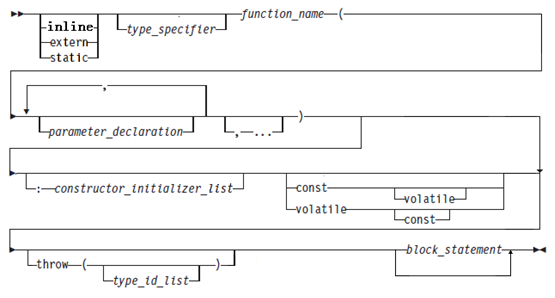 function_name (
inline
extern type_specifier
static
,
)
parameter_declaration , ...
: constructor_initializer_list const
volatile
volatile
const
throw ( ) block_statement
type_id_list